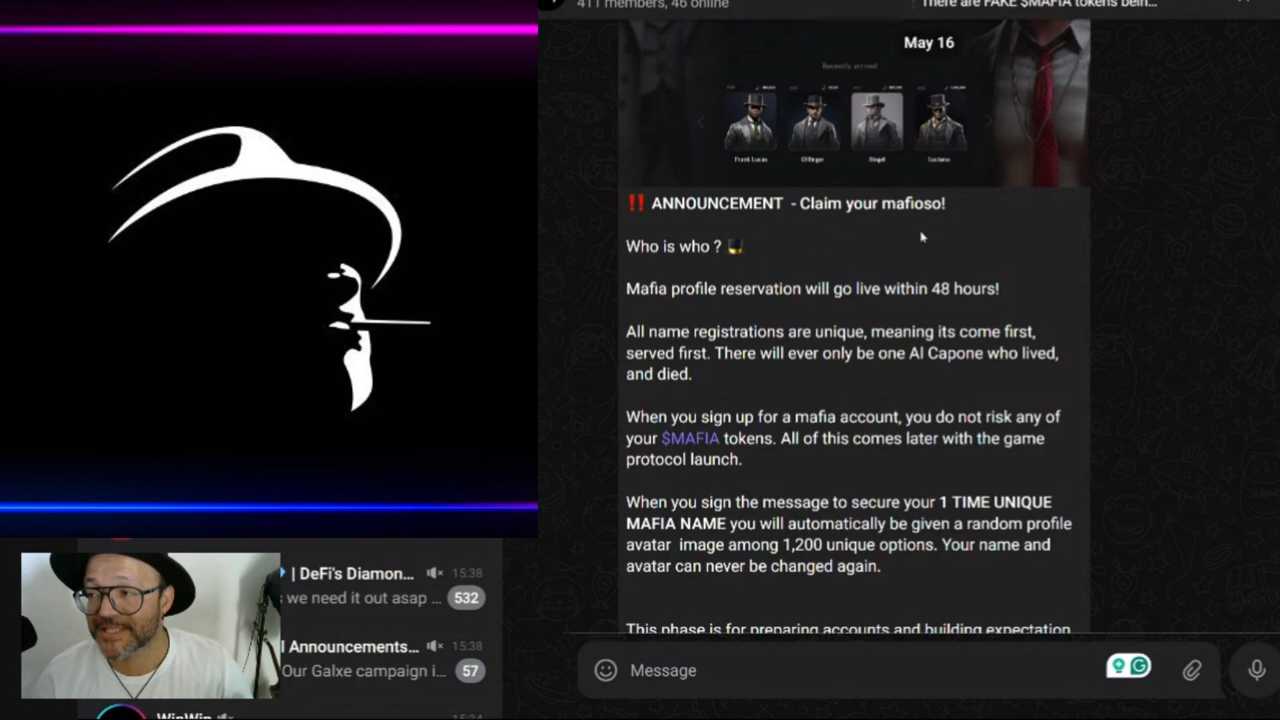 411 members, 46 online
There are FAKE $MAFIA tokens bein...
May 16
Recently arrived
Frank Lucas
Dillinger
Siegel
Luciano
‼️ ANNOUNCEMENT - Claim your mafioso!
Who is who ?
Mafia profile reservation will go live within 48 hours!
All name registrations are unique, meaning its come first,
served first. There will ever only be one Al Capone who lived,
and died.
When you sign up for a mafia account, you do not risk any of
your $MAFIA tokens. All of this comes later with the game
protocol launch.
When you sign the message to secure your 1 TIME UNIQUE
MAFIA NAME you will automatically be given a random profile
avatar image among 1,200 unique options. Your name and
avatar can never be changed again.
This phase is for preparing accounts and building expectation
Message
| DeFi's Diamon... 15:38
we need it out asap ... 532
Announcements... 15:38
Our Galxe campaign i... 57
WinWin